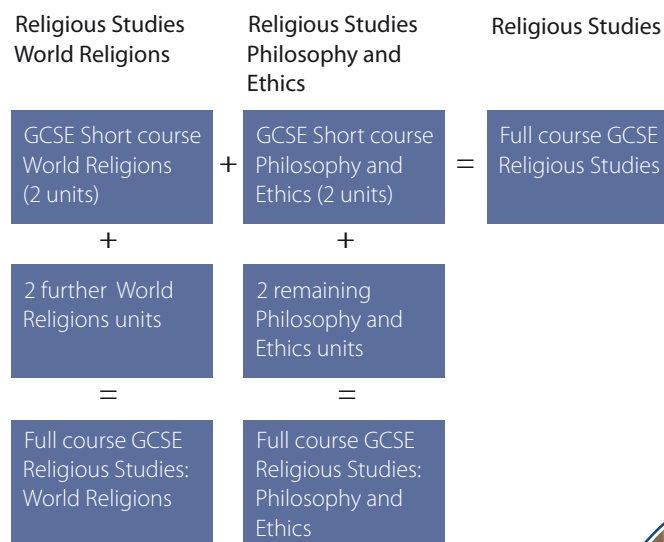 Religious Studies
World Religions
Religious Studies
Philosophy and
Ethics
Religious Studies
GCSE Short course
World Religions
(2 units)
+
GCSE Short course
Philosophy and
Ethics (2 units)
=
Full course GCSE
Religious Studies
+
+
2 further World
Religions units
2 remaining
Philosophy and
Ethics units
=
=
Full course GCSE
Religious Studies:
World Religions
Full course GCSE
Religious Studies:
Philosophy and
Ethics